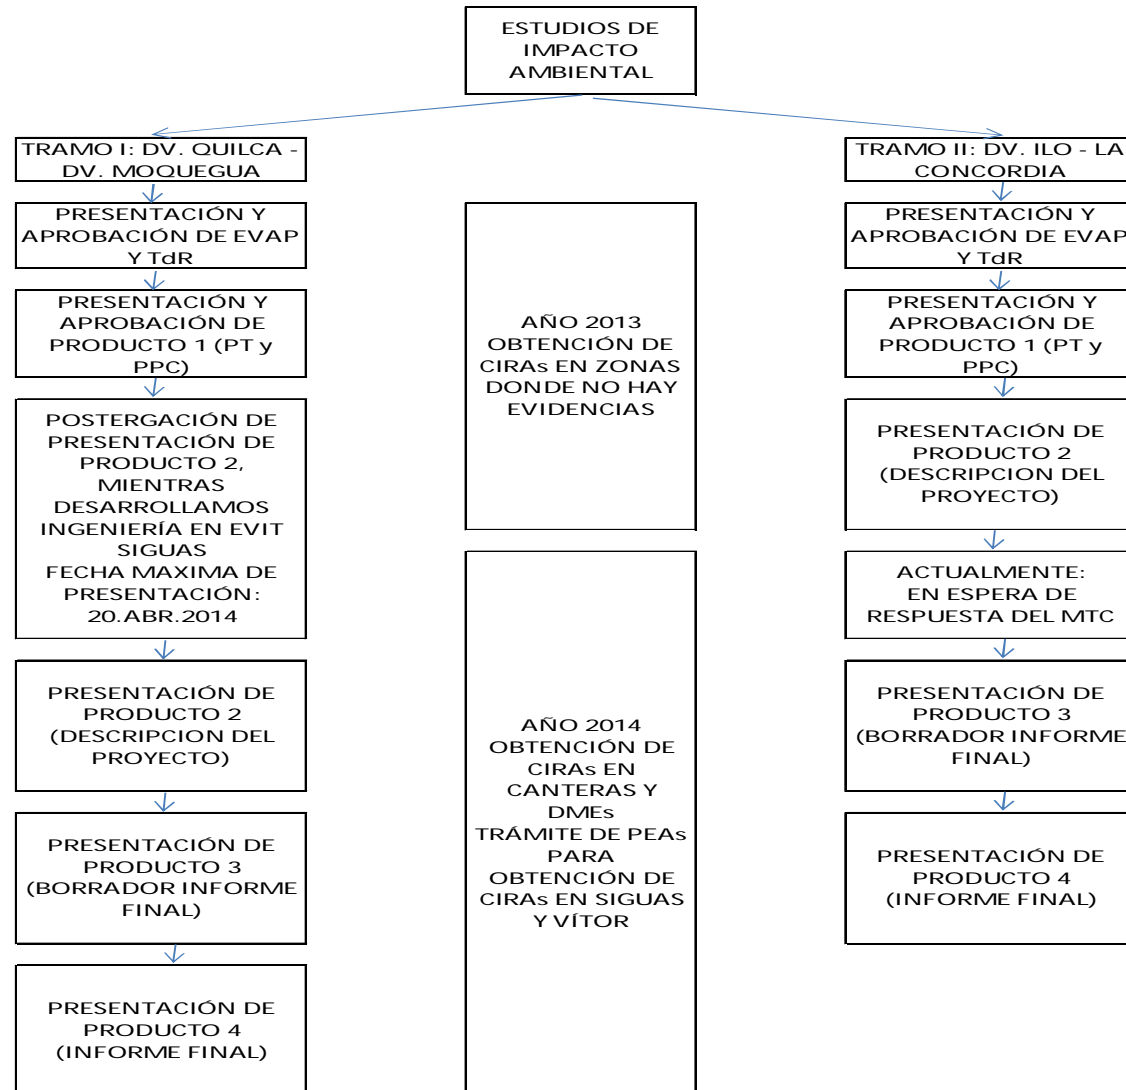 ESTUDIOS DE
IMPACTO
AMBIENTAL
TRAMO I: DV. QUILCA -
DV. MOQUEGUA
PRESENTACIÓN Y
APROBACIÓN DE EVAP
Y TdR
PRESENTACIÓN Y
APROBACIÓN DE
PRODUCTO 1 (PT y
PPC)
POSTERGACIÓN DE
PRESENTACIÓN DE
PRODUCTO 2,
MIENTRAS
DESARROLLAMOS
INGENIERÍA EN EVIT
SIGUAS
FECHA MAXIMA DE
PRESENTACIÓN:
20.ABR.2014
PRESENTACIÓN DE
PRODUCTO 2
(DESCRIPCION DEL
PROYECTO)
PRESENTACIÓN DE
PRODUCTO 3
(BORRADOR INFORME
FINAL)
PRESENTACIÓN DE
PRODUCTO 4
(INFORME FINAL)
AÑO 2013
OBTENCIÓN DE
CIRAs EN ZONAS
DONDE NO HAY
EVIDENCIAS
AÑO 2014
OBTENCIÓN DE
CIRAs EN
CANTERAS Y
DMEs
TRÁMITE DE PEAs
PARA
OBTENCIÓN DE
CIRAs EN SIGUAS
Y VÍTOR
TRAMO II: DV. ILO - LA
CONCORDIA
PRESENTACIÓN Y
APROBACIÓN DE EVAP
Y TdR
PRESENTACIÓN Y
APROBACIÓN DE
PRODUCTO 1 (PT y
PPC)
PRESENTACIÓN DE
PRODUCTO 2
(DESCRIPCION DEL
PROYECTO)
ACTUALMENTE:
EN ESPERA DE
RESPUESTA DEL MTC
PRESENTACIÓN DE
PRODUCTO 3
(BORRADOR INFORME
FINAL)
PRESENTACIÓN DE
PRODUCTO 4
(INFORME FINAL)